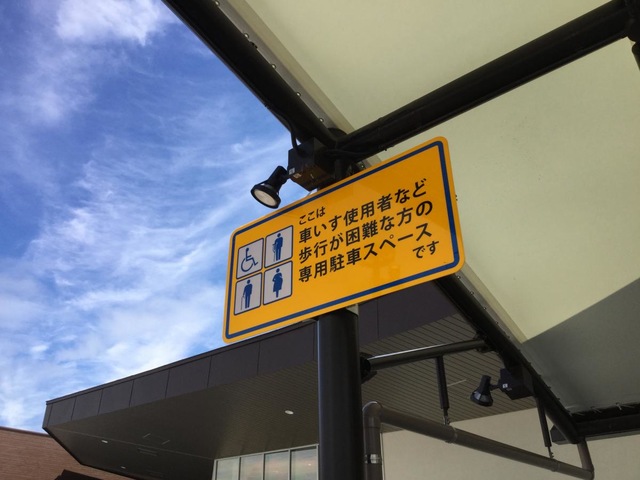 ここは
車いす使用者など
歩行が困難な方の
専用駐車スペース
です